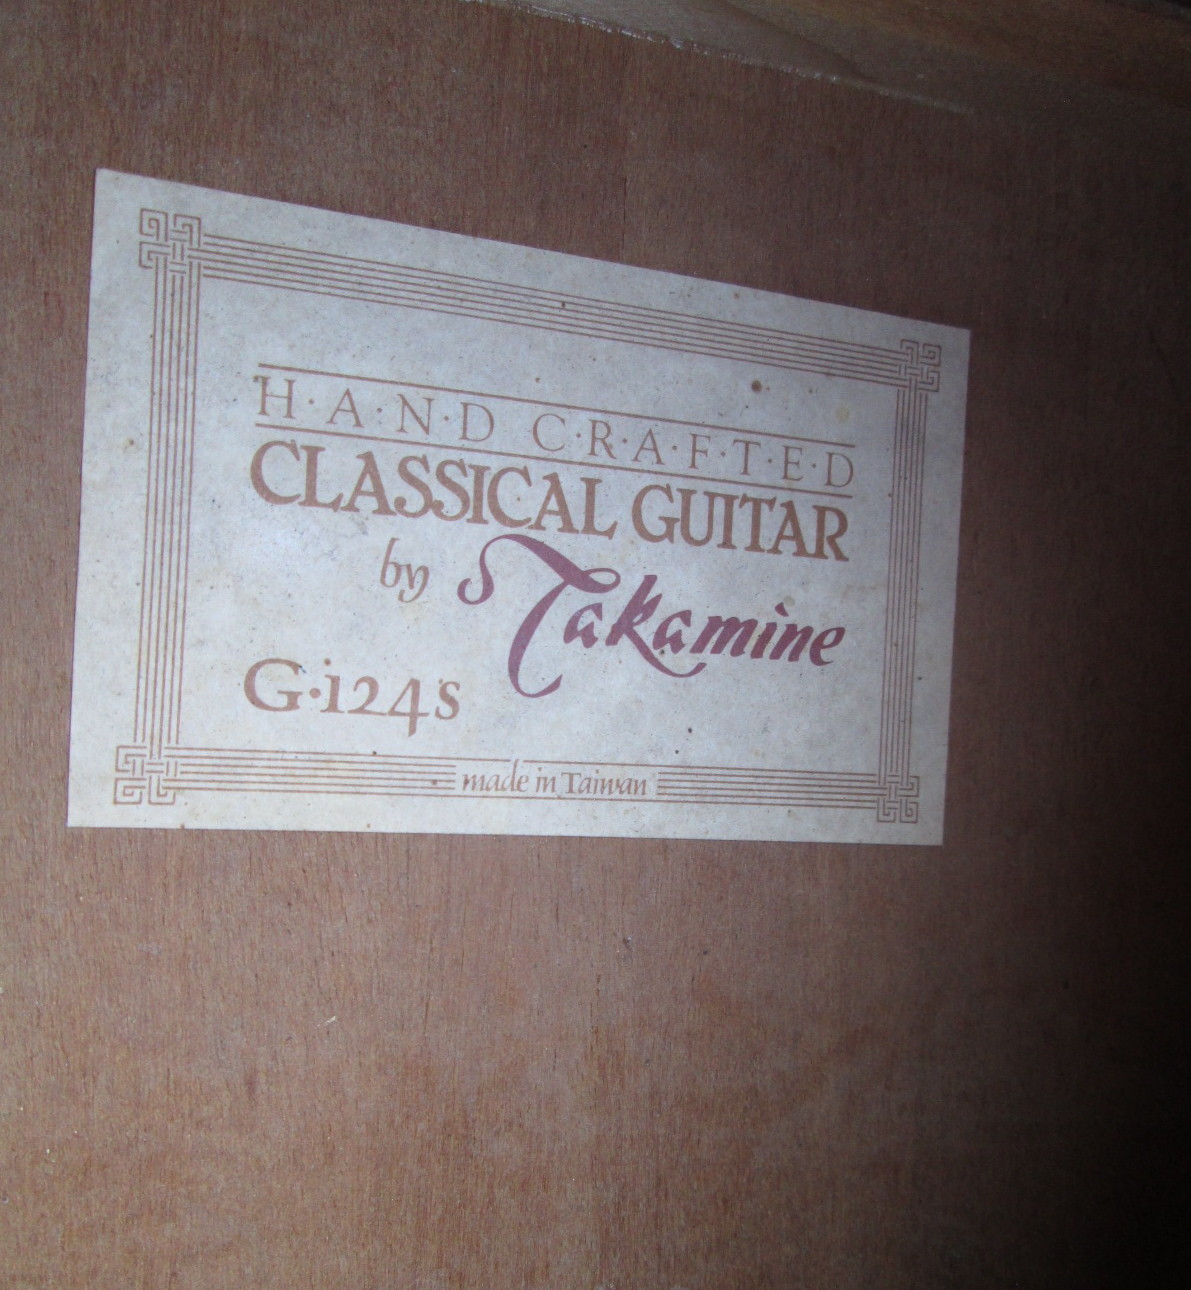 H·A·N·D C·R·A·F·T·E·D
CLASSICAL GUITAR
by Takamine
G·124s
made in Taiwan